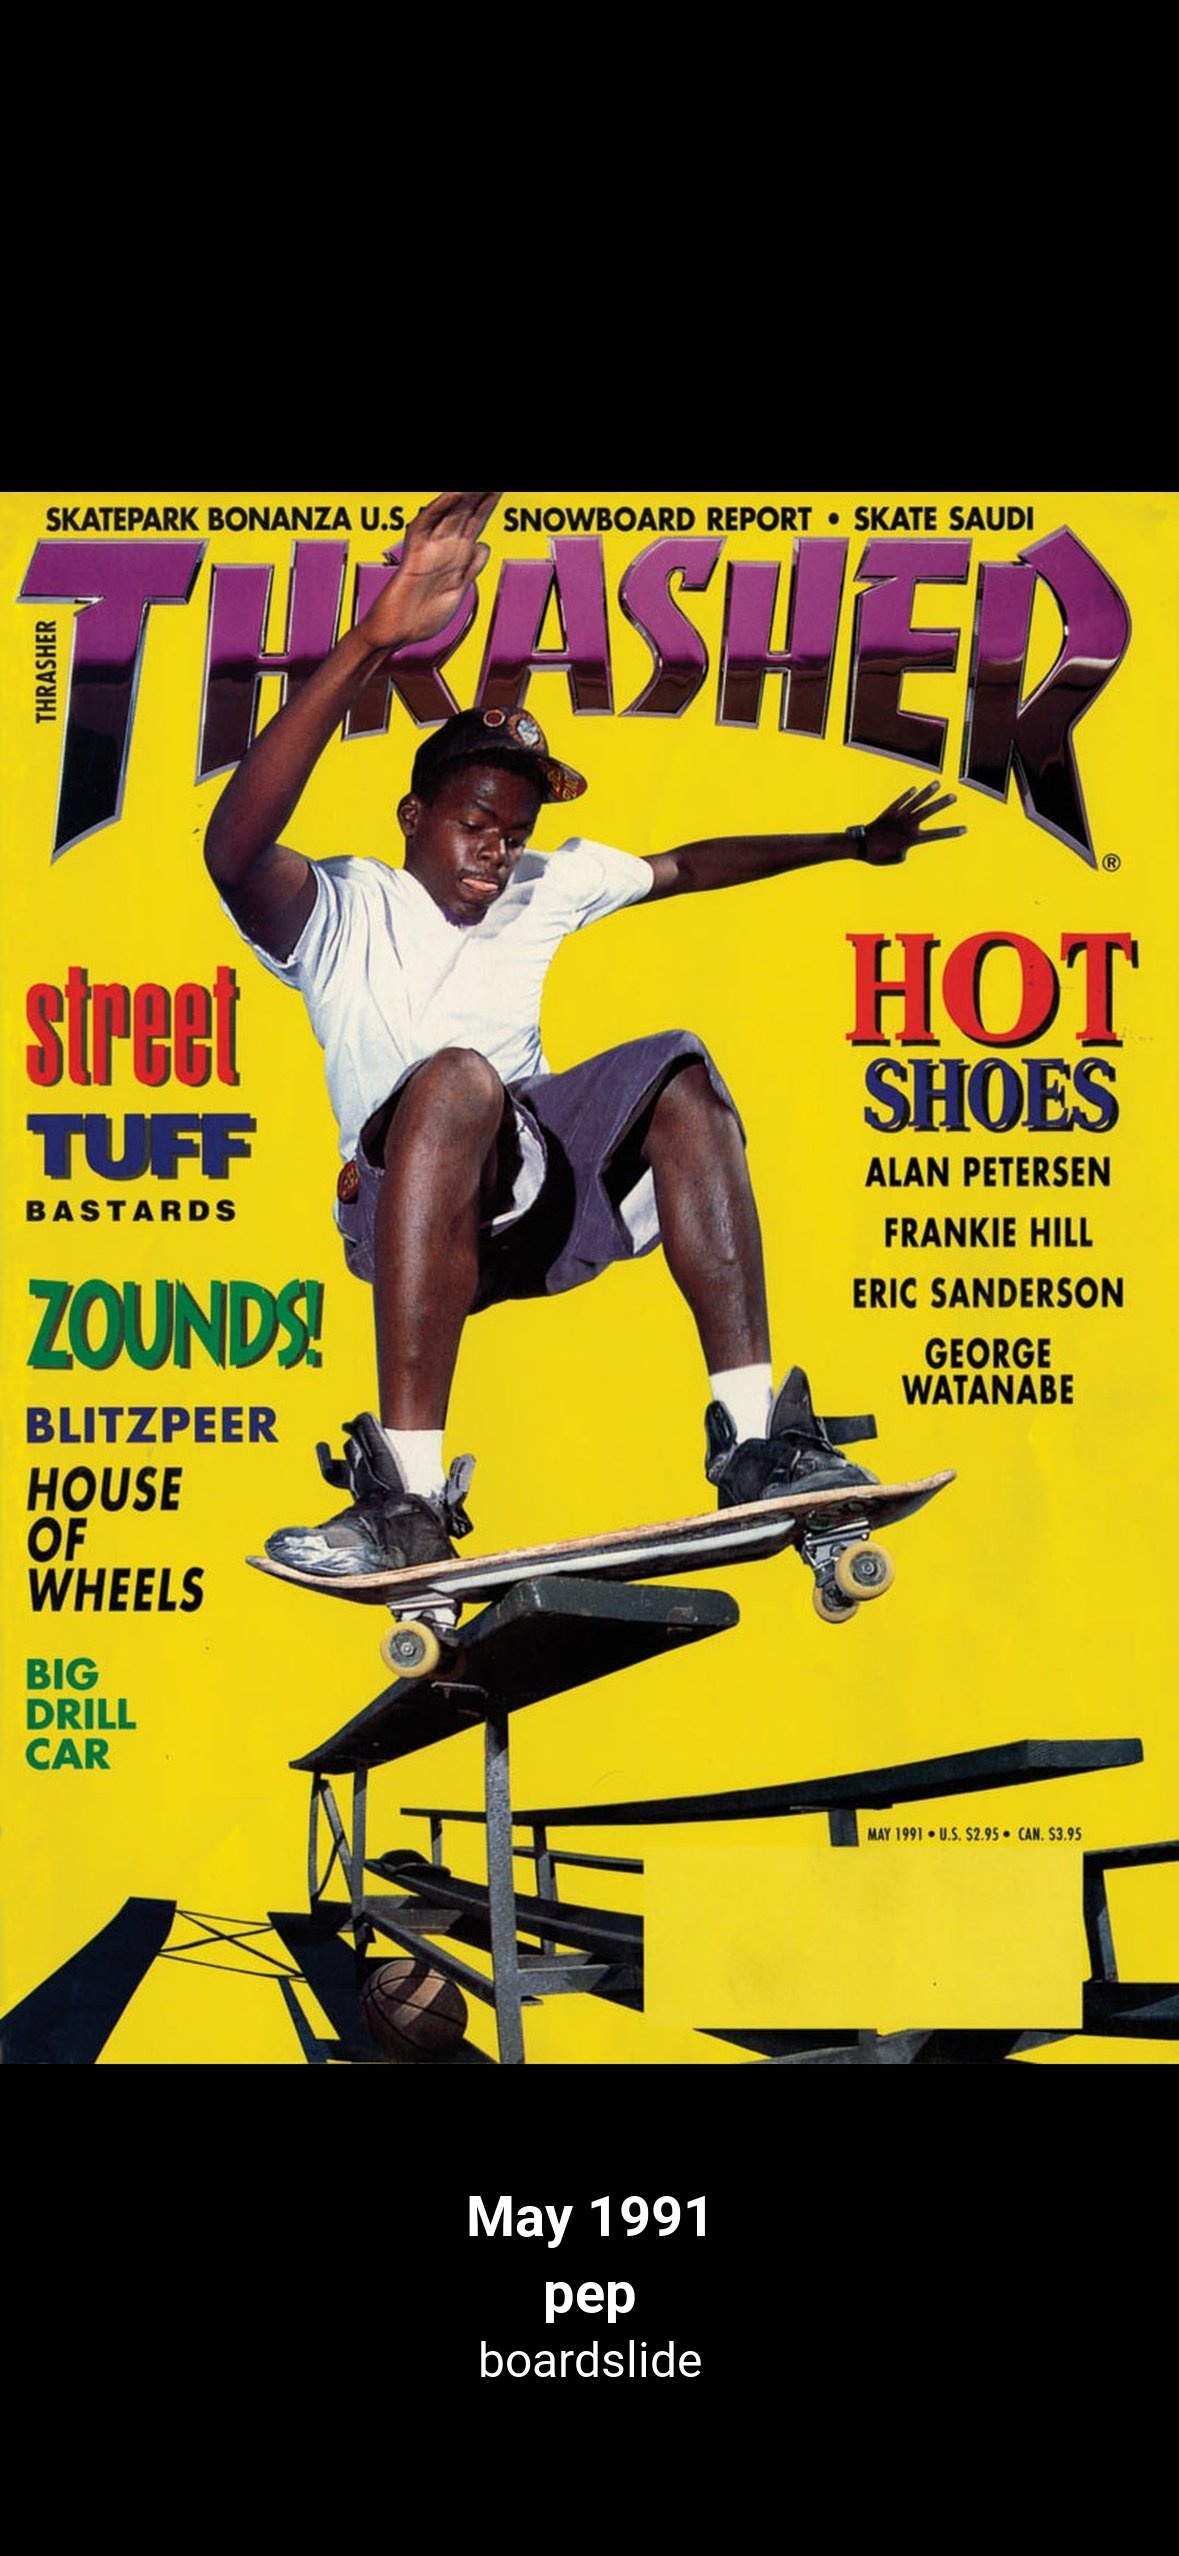 SKATEPARK BONANZA U.S. SNOWBOARD REPORT • SKATE SAUDI
THRASHER
THRASHER
®
street
TUFF
BASTARDS
ZOUNDS!
BLITZPEER
HOUSE
OF
WHEELS
BIG
DRILL
CAR
HOT
SHOES
ALAN PETERSEN
FRANKIE HILL
ERIC SANDERSON
GEORGE
WATANABE
MAY 1991 • U.S. $2.95 • CAN. $3.95
May 1991
pep
boardslide